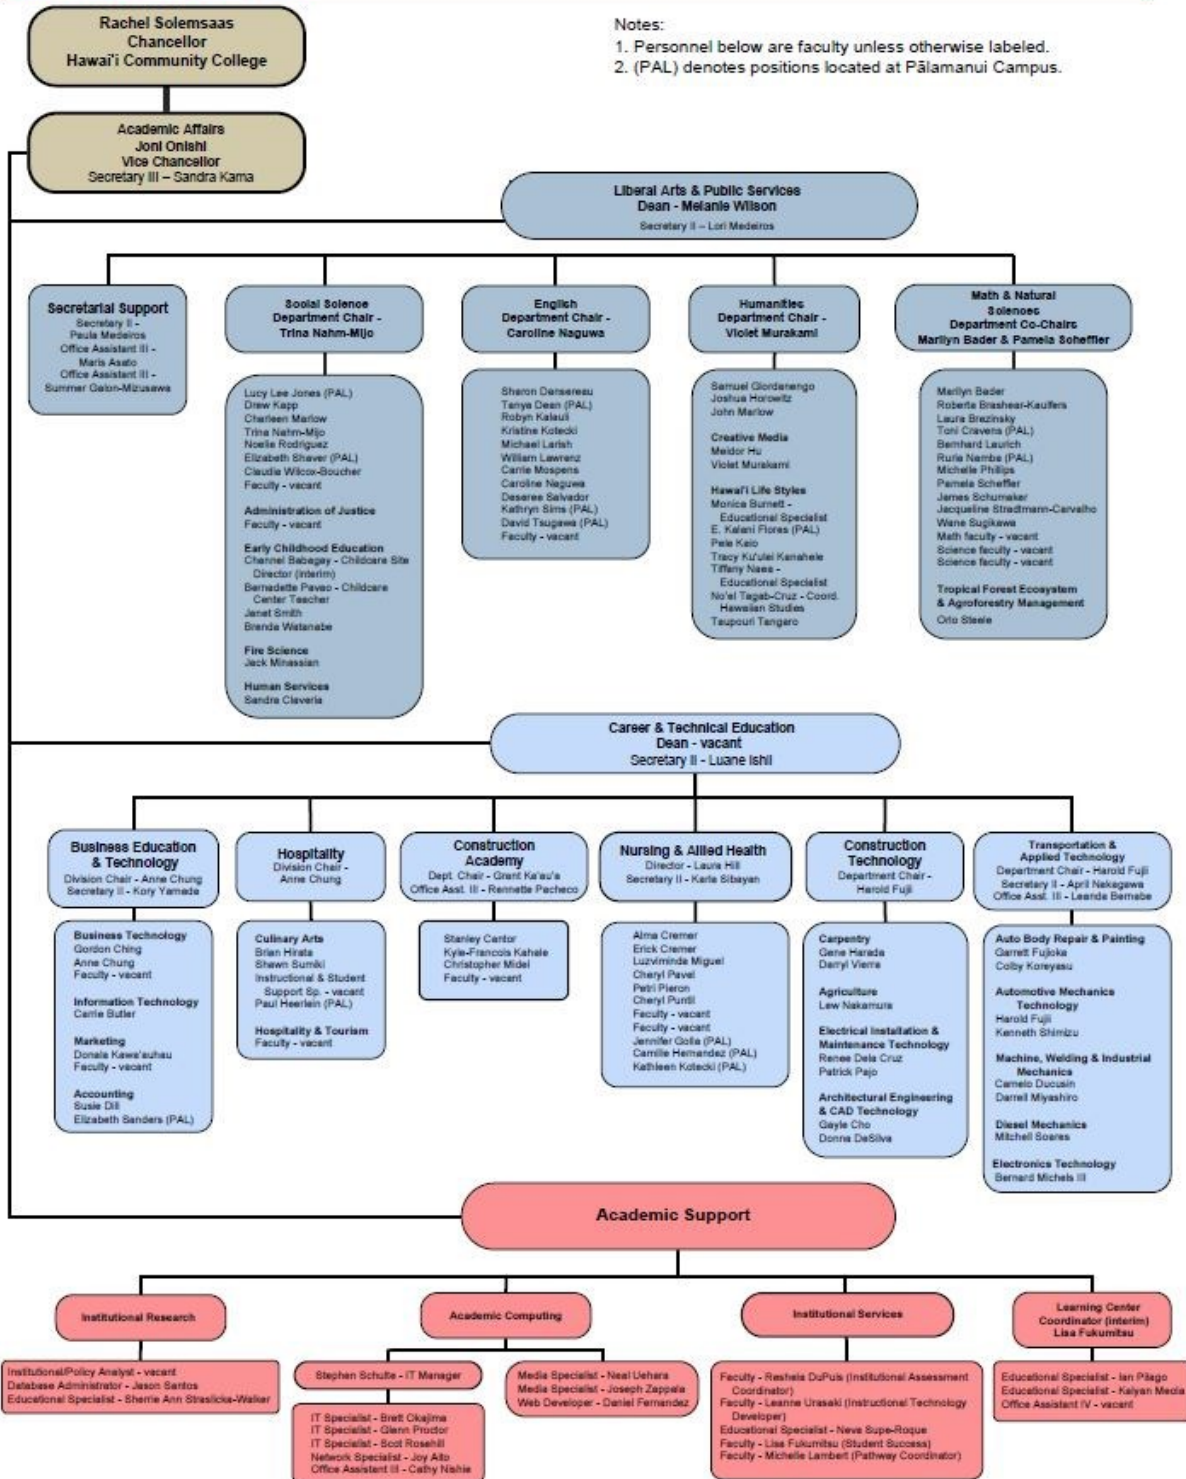 Rachel Solemsaas
Chancellor
Hawai'i Community College
Notes:
1. Personnel below are faculty unless otherwise labeled.
2. (PAL) denotes positions located at Pālamanui Campus.
Academic Affairs
Joni Onishi
Vice Chancellor
Secretary III – Sandra Kama
Liberal Arts & Public Services
Dean - Melanie Wilson
Secretary II – Lori Medeiros
Secretarial Support
Secretary II -
Paula Medeiros
Office Assistant III -
Maris Asato
Office Assistant III -
Summer Galon-Mizusawa
Social Science
Department Chair -
Trina Nahm-Mijo
Lucy Lee Jones (PAL)
Drew Kapp
Charleen Marlow
Trina Nahm-Mijo
Noelie Rodriguez
Elizabeth Shaver (PAL)
Claudia Wilcox-Boucher
Faculty - vacant
Administration of Justice
Faculty - vacant
Early Childhood Education
Channel Babagay - Childcare Site
Director (interim)
Bernadette Pavao - Childcare
Center Teacher
Janet Smith
Brenda Watanabe
Fire Science
Jack Minassian
Human Services
Sandra Claveria
English
Department Chair -
Caroline Naguwa
Sharon Dansereau
Tanya Dean (PAL)
Robyn Kalauli
Kristine Kotecki
Michael Larish
William Lawrenz
Carrie Mospens
Caroline Naguwa
Deseree Salvador
Kathryn Sims (PAL)
David Tsugawa (PAL)
Faculty - vacant
Humanities
Department Chair -
Violet Murakami
Samuel Giordanengo
Joshua Horowitz
John Marlow
Creative Media
Meidor Hu
Violet Murakami
Hawai'i Life Styles
Monica Burnett -
Educational Specialist
E. Kalani Flores (PAL)
Pele Kaio
Tracy Ku'ulei Kanahele
Tiffany Naea -
Educational Specialist
No'el Tagab-Cruz - Coord.
Hawaiian Studies
Taupouri Tangaro
Math & Natural
Sciences
Department Co-Chairs
Marilyn Bader & Pamela Scheffler
Marilyn Bader
Roberta Brashear-Kaulfers
Laura Brezinsky
Toni Cravens (PAL)
Bernhard Laurich
Rurie Nambe (PAL)
Michelle Phillips
Pamela Scheffler
James Schumaker
Jacqueline Stradtmann-Carvalho
Wane Sugikawa
Math faculty - vacant
Science faculty - vacant
Science faculty - vacant
Tropical Forest Ecosystem
& Agroforestry Management
Orlo Steele
Career & Technical Education
Dean - vacant
Secretary II - Luane Ishii
Business Education
& Technology
Division Chair - Anne Chung
Secretary II - Kory Yamada
Business Technology
Gordon Ching
Anne Chung
Faculty - vacant
Information Technology
Carrie Butler
Marketing
Donala Kawa'auhau
Faculty - vacant
Accounting
Susie Dill
Elizabeth Sanders (PAL)
Hospitality
Division Chair -
Anne Chung
Culinary Arts
Brian Hirata
Shawn Sumiki
Instructional & Student
Support Sp. - vacant
Paul Heerlein (PAL)
Hospitality & Tourism
Faculty - vacant
Construction
Academy
Dept. Chair - Grant Ka'au'a
Office Asst. III - Rennette Pacheco
Stanley Cantor
Kyle-Francois Kahele
Christopher Midel
Faculty - vacant
Nursing & Allied Health
Director - Laura Hill
Secretary II - Karla Sibayan
Alma Cremer
Erick Cremer
Luzviminda Miguel
Cheryl Pavel
Petri Pieron
Cheryl Puntil
Faculty - vacant
Faculty - vacant
Jennifer Golla (PAL)
Camille Hernandez (PAL)
Kathleen Kotecki (PAL)
Construction
Technology
Department Chair -
Harold Fujii
Carpentry
Gene Harada
Darryl Vierra
Agriculture
Lew Nakamura
Electrical Installation &
Maintenance Technology
Renee Dela Cruz
Patrick Pajo
Architectural Engineering
& CAD Technology
Gayle Cho
Donna DeSilva
Transportation &
Applied Technology
Department Chair - Harold Fujii
Secretary II - April Nakagawa
Office Asst. III - Leanda Bernabe
Auto Body Repair & Painting
Garrett Fujioka
Colby Koreyasu
Automotive Mechanics
Technology
Harold Fujii
Kenneth Shimizu
Machine, Welding & Industrial
Mechanics
Camelo Ducusin
Darrell Miyashiro
Diesel Mechanics
Mitchell Soares
Electronics Technology
Bernard Michels III
Academic Support
Institutional Research
Institutional/Policy Analyst - vacant
Database Administrator - Jason Santos
Educational Specialist - Sherrie Ann Straslicka-Walker
Academic Computing
Stephen Schulte - IT Manager
IT Specialist - Brett Okajima
IT Specialist - Glenn Proctor
IT Specialist - Scot Rosehill
Network Specialist - Joy Aito
Office Assistant III - Cathy Nishie
Media Specialist - Neal Uehara
Media Specialist - Joseph Zappala
Web Developer - Daniel Fernandez
Institutional Services
Faculty - Reshela DuPuis (Institutional Assessment
Coordinator)
Faculty - Leanne Urasaki (Instructional Technology
Developer)
Educational Specialist - Neva Supe-Roque
Faculty - Lisa Fukumitsu (Student Success)
Faculty - Michelle Lambert (Pathway Coordinator)
Learning Center
Coordinator (interim)
Lisa Fukumitsu
Educational Specialist - Ian Pilago
Educational Specialist - Kalyan Meola
Office Assistant IV - vacant